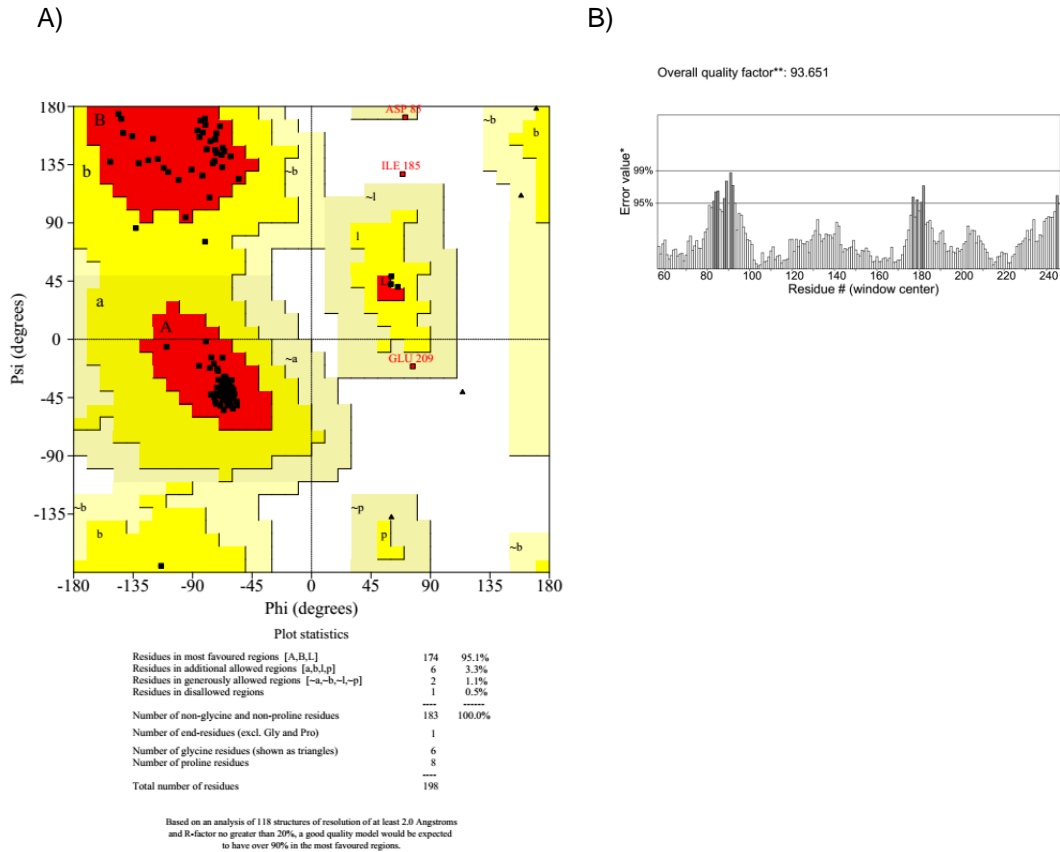 A)
B)
Overall quality factor**: 93.651
Error value*
99%
95%
60 80 100 120 140 160 180 200 220 240
Residue # (window center)
Psi (degrees)
180
135
90
45
0
-45
-90
-135
-180 -135 -90 -45 0 45 90 135 180
Phi (degrees)
B
ASP 85
~b
b
b
~b
ILE 185
~l
l
L
a
A
~a
GLU 209
~b
~p
b
p
~b
Plot statistics
Residues in most favoured regions [A,B,L] 174 95.1%
Residues in additional allowed regions [a,b,l,p] 6 3.3%
Residues in generously allowed regions [~a,~b,~l,~p] 2 1.1%
Residues in disallowed regions 1 0.5%
---- ------
Number of non-glycine and non-proline residues 183 100.0%
Number of end-residues (excl. Gly and Pro) 1
Number of glycine residues (shown as triangles) 6
Number of proline residues 8
----
Total number of residues 198
Based on an analysis of 118 structures of resolution of at least 2.0 Angstroms
and R-factor no greater than 20%, a good quality model would be expected
to have over 90% in the most favoured regions.